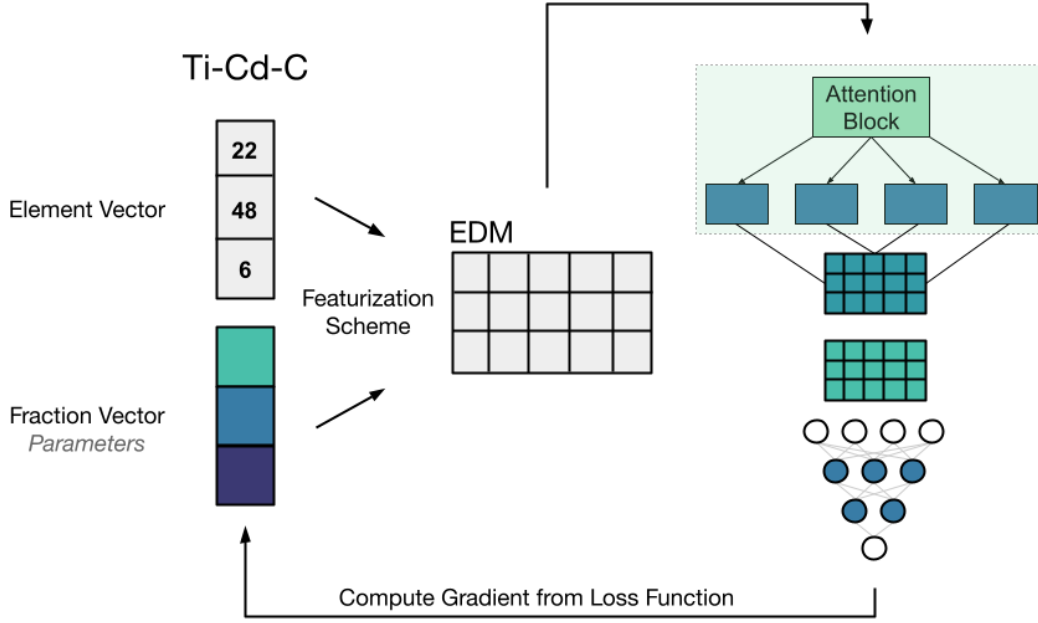 Ti-Cd-C
Element Vector
22
48
6
Fraction Vector
Parameters
Featurization
Scheme
EDM
Attention
Block
Compute Gradient from Loss Function